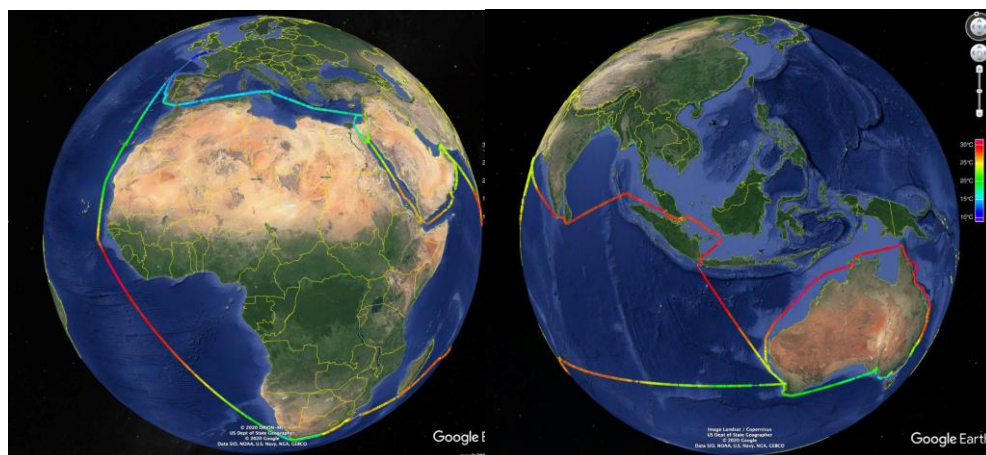 © 2020 ORION-ME
US Dept of State Geographer
© 2020 Google
Data SIO, NOAA, U.S. Navy, NGA, GEBCO
Google E
30°C
25°C
20°C
15°C
10°C
Image Landsat / Copernicus
US Dept of State Geographer
© 2020 Google
Data SIO, NOAA, U.S. Navy, NGA, GEBCO
Google Earth